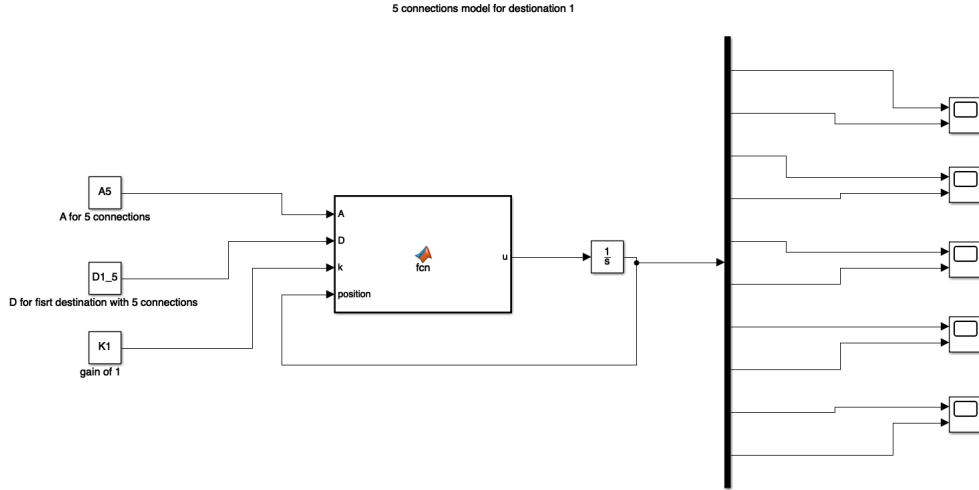 5 connections model for destionation 1
A5
A for 5 connections
D1_5
D for fisrt destination with 5 connections
K1
gain of 1
A
D
k
position
fcn
u
1
s